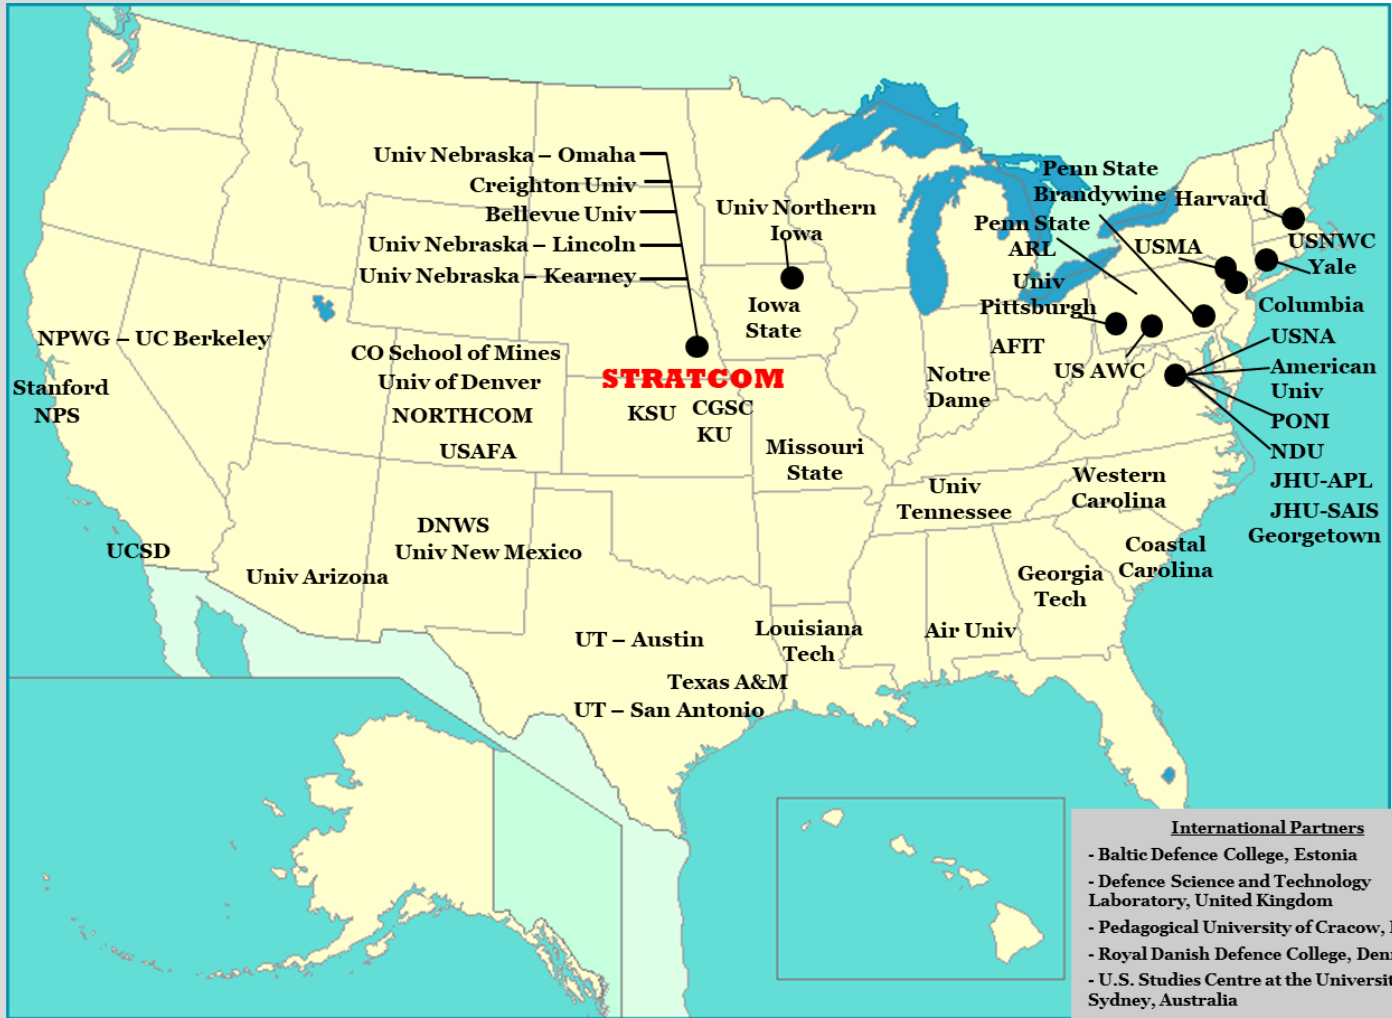 Univ Nebraska – Omaha
Creighton Univ
Bellevue Univ
Univ Nebraska – Lincoln
Univ Nebraska – Kearney
Univ Northern
Iowa
Iowa
State
Penn State
Brandywine
Harvard
Penn State
ARL
USMA
USNWC
Yale
Univ
Pittsburgh
Columbia
USNA
American
Univ
PONI
NDU
JHU-APL
JHU-SAIS
Georgetown
US AWC
AFIT
Notre
Dame
NPWG – UC Berkeley
Stanford
NPS
CO School of Mines
Univ of Denver
NORTHCOM
USAFA
STRATCOM
KSU
CGSC
KU
Missouri
State
Univ
Tennessee
Western
Carolina
Coastal
Carolina
Georgia
Tech
DNWS
Univ New Mexico
UCSD
Univ Arizona
UT – Austin
Texas A&M
UT – San Antonio
Louisiana
Tech
Air Univ
International Partners
- Baltic Defence College, Estonia
- Defence Science and Technology
Laboratory, United Kingdom
- Pedagogical University of Cracow,
- Royal Danish Defence College,
- U.S. Studies Centre at the
Sydney, Australia